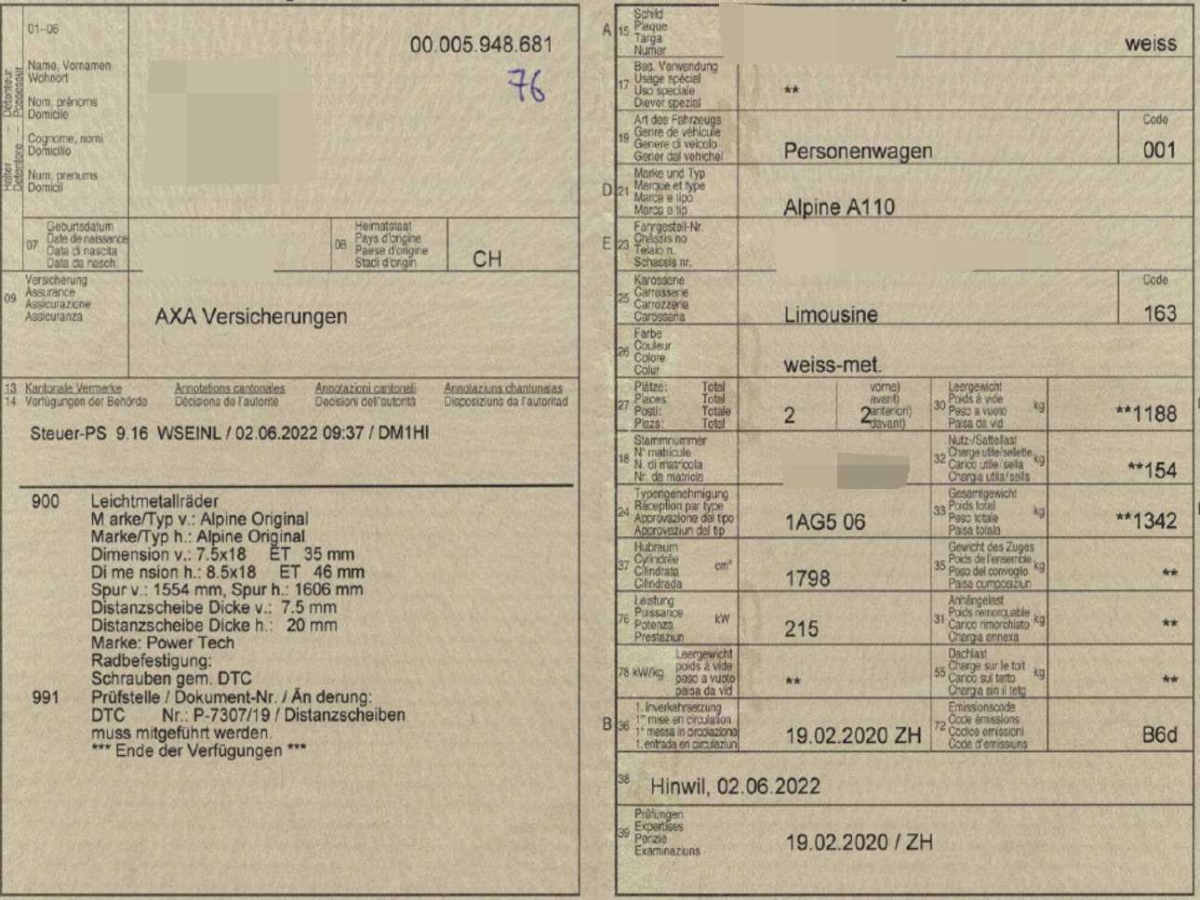 01-06
00.005.948.681
76
Halter - Détenteur
Detentore - Possessur
Name, Vornamen
Wohnort
Nom, prénoms
Domicile
Cognome, nomi
Domicilio
Num, prenums
Domicil
07
Geburtsdatum
Date de naissance
Data di nascita
Data da nasch.
08
Heimatstaat
Pays d'origine
Paese d'origine
Stadi d'origin
CH
09
Versicherung
Assurance
Assicurazione
Assicuranza
AXA Versicherungen
13 Kantonale Vermerke Annotations cantonales Annotazioni cantonali Annotaziuns chantunalas
14 Verfügungen der Behörde Décisions de l'autorité Decisioni dell'autorità Disposiziuns da l'autoritad
Steuer-PS 9.16 WSEINL / 02.06.2022 09:37 / DM1HI
900 Leichtmetallräder
M arke/Typ v.: Alpine Original
Marke/Typ h.: Alpine Original
Dimension v.: 7.5x18 ET 35 mm
Di me nsion h.: 8.5x18 ET 46 mm
Spur v.: 1554 mm, Spur h.: 1606 mm
Distanzscheibe Dicke v.: 7.5 mm
Distanzscheibe Dicke h.: 20 mm
Marke: Power Tech
Radbefestigung:
Schrauben gem. DTC
991 Prüfstelle / Dokument-Nr. / Än derung:
DTC Nr.: P-7307/19 / Distanzscheiben
muss mitgeführt werden.
*** Ende der Verfügungen ***
A 15
Schild
Plaque
Targa
Numer
weiss
17
Bes. Verwendung
Usage spécial
Uso speciale
Diever spezial
**
19
Art des Fahrzeugs
Genre de véhicule
Genere di veicolo
Gener dal vehichel
Personenwagen
Code
001
D 21
Marke und Typ
Marque et type
Marca e tipo
Marca e tip
Alpine A110
E 23
Fahrgestell-Nr.
Châssis no
Telaio n.
Schassis nr.
25
Karosserie
Carrosserie
Carrozzeria
Carosseria
Limousine
Code
163
26
Farbe
Couleur
Colore
Colur
weiss-met.
27
Plätze: Total
Places: Total
Posti: Totale
Plazs: Total
2
vorne)
avant)
anteriori)
davant)
2
30
Leergewicht
Poids à vide
Peso a vuoto
Paisa da vid
kg
**1188
18
Stammnummer
N° matricule
N. di matricola
Nr. da matricla
32
Nutz-/Sattellast
Charge utile/sellette
Carico utile/sella
Chargia utila/sella
kg
**154
24
Typengenehmigung
Réception par type
Approvazione del tipo
Approvaziun del tip
1AG5 06
33
Gesamtgewicht
Poids total
Peso totale
Paisa totala
kg
**1342
37
Hubraum
Cylindrée
Cilindrata
Cilindrada
cm³
1798
35
Gewicht des Zuges
Poids de l'ensemble
Peso del convoglio
Paisa cumposiziun
kg
**
76
Leistung
Puissance
Potenza
Prestaziun
kW
215
31
Anhängelast
Poids remorquable
Carico rimorchiato
Chargia annexa
kg
**
78 kW/kg
Leergewicht
poids à vide
peso a vuoto
paisa da vid
**
55
Dachlast
Charge sur le toit
Carico sul tetto
Chargia sin il tetg
kg
**
B 36
1. Inverkehrsetzung
1re mise en circulation
1a messa in circolazione
1. entrada en circulaziun
19.02.2020 ZH
72
Emissionscode
Code émissions
Codice emissioni
Code d'emissiuns
B6d
38
Hinwil, 02.06.2022
39
Prüfungen
Expertises
Perizie
Examinaziuns
19.02.2020 / ZH